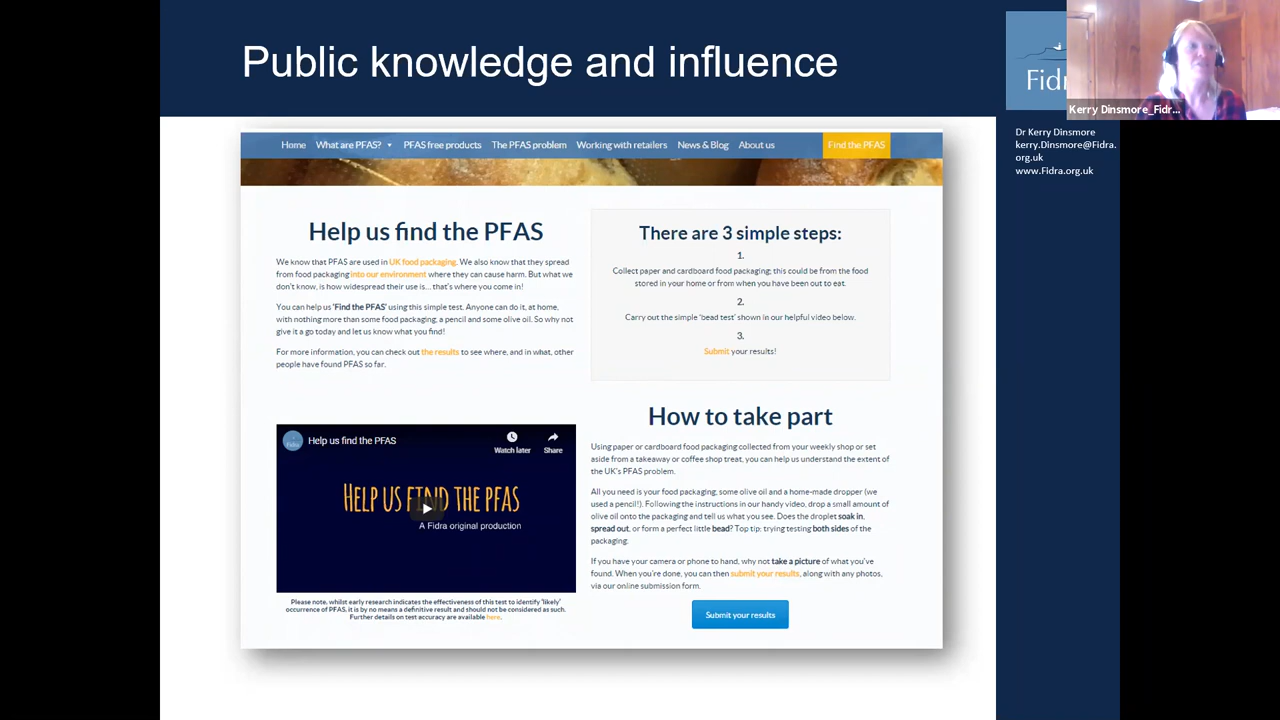 Public knowledge and influence
Fid
Kerry Dinsmore_Fidr...
Dr Kerry Dinsmore
kerry.Dinsmore@Fidra.
org.uk
www.Fidra.org.uk
Home What are PFAS? PFAS free products The PFAS problem Working with retailers News & Blog About us Find the PFAS
Help us find the PFAS
We know that PFAS are used in UK food packaging. We also know that they spread
from food packaging into our environment where they can cause harm. But what we
don't know, is how widespread their use is... that's where you come in!
You can help us 'Find the PFAS' using this simple test. Anyone can do it, at home,
with nothing more than some food packaging, a pencil and some olive oil. So why not
give it a go today and let us know what you find!
For more information, you can check out the results to see where, and in what, other
people have found PFAS so far.
There are 3 simple steps:
1.
Collect paper and cardboard food packaging; this could be from the food
stored in your home or from when you have been out to eat.
2.
Carry out the simple 'bead test' shown in our helpful video below.
3.
Submit your results!
Help us find the PFAS
Watch later
Share
HELP US FIND THE PFAS
A Fidra original production
Please note, whilst early research indicates the effectiveness of this test to identify 'likely'
occurrence of PFAS, it is by no means a definitive result and should not be considered as such.
Further details on test accuracy are available here.
How to take part
Using paper or cardboard food packaging collected from your weekly shop or set
aside from a takeaway or coffee shop treat, you can help us understand the extent of
the UK's PFAS problem.
All you need is your food packaging, some olive oil and a home-made dropper (we
used a pencil!). Following the instructions in our handy video, drop a small amount of
olive oil onto the packaging and tell us what you see. Does the droplet soak in,
spread out, or form a perfect little bead? Top tip: trying testing both sides of the
packaging.
If you have your camera or phone to hand, why not take a picture of what you've
found. When you're done, you can then submit your results, along with any photos,
via our online submission form.
Submit your results